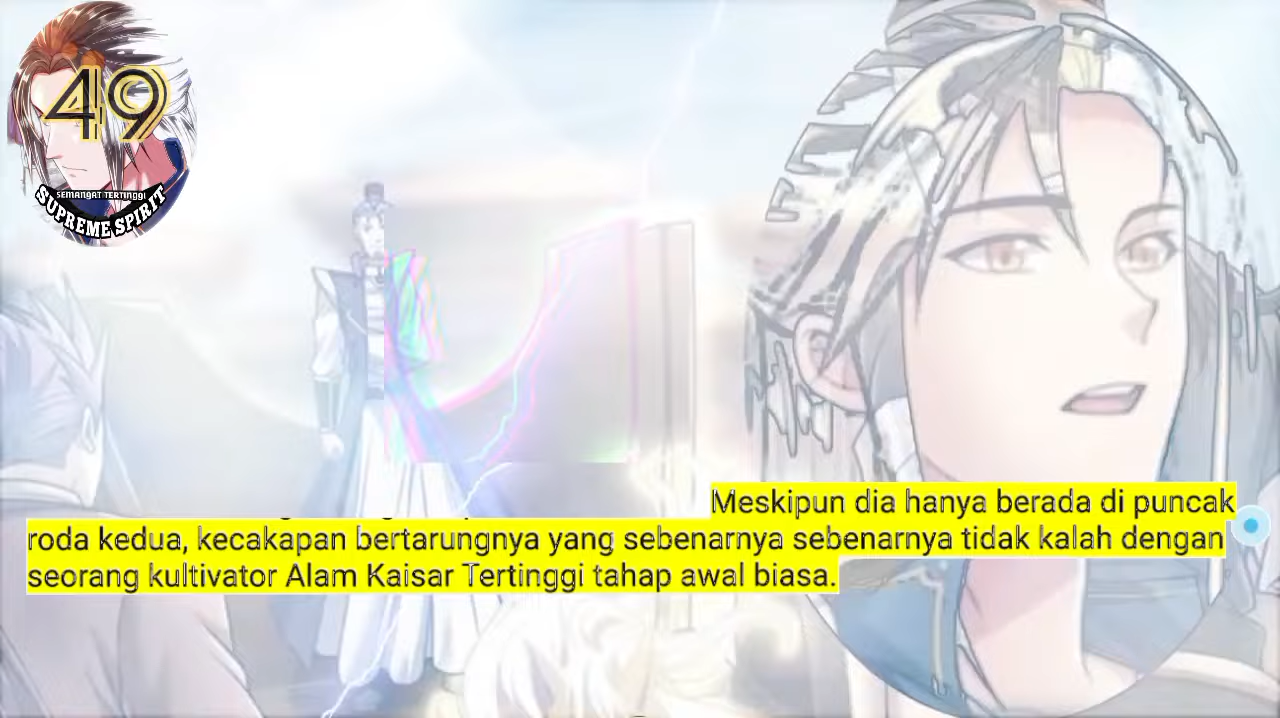 49
SEMANGAT TERTINGGI
SUPREME SPIRIT
Meskipun dia hanya berada di puncak
roda kedua, kecakapan bertarungnya yang sebenarnya sebenarnya tidak kalah dengan
seorang kultivator Alam Kaisar Tertinggi tahap awal biasa.